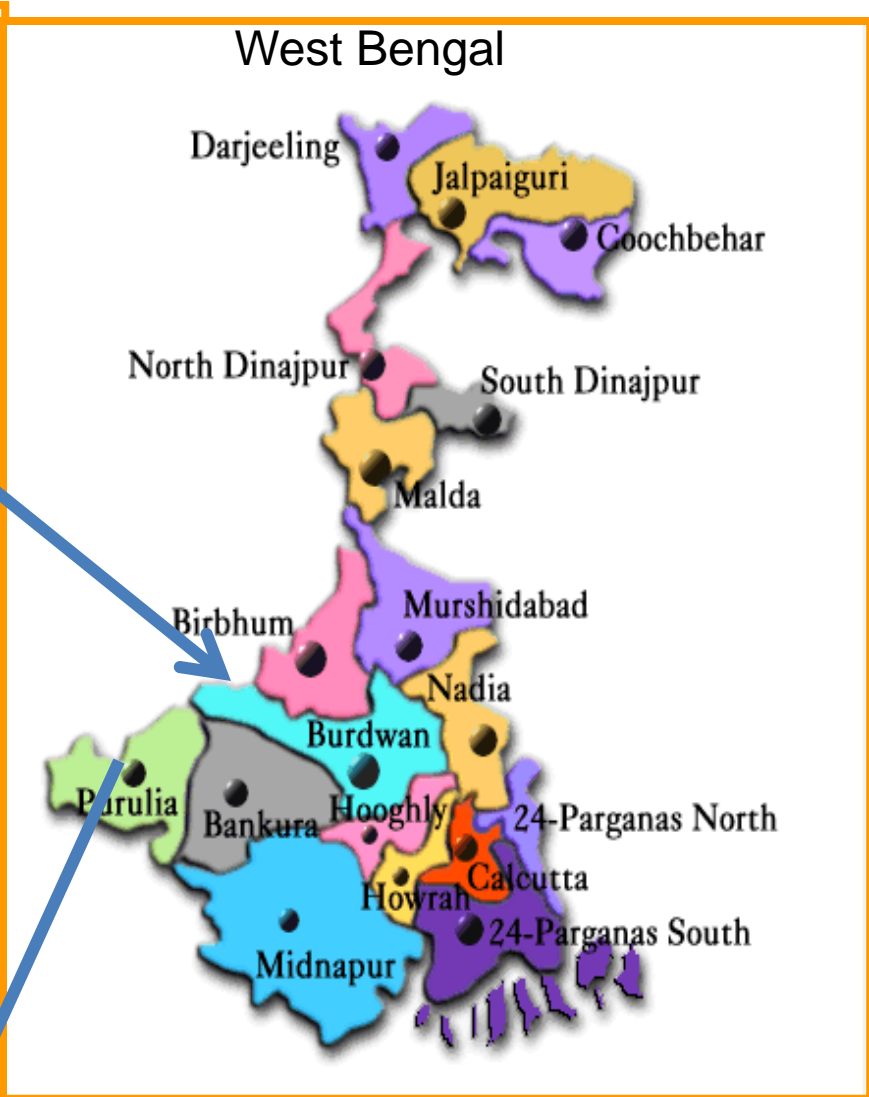 West Bengal
Darjeeling
Jalpaiguri
Coochbehar
North Dinajpur
South Dinajpur
Malda
Birbhum
Murshidabad
Nadia
Burdwan
Purulia
Bankura
Hooghly
24-Parganas North
Calcutta
Howrah
24-Parganas South
Midnapur